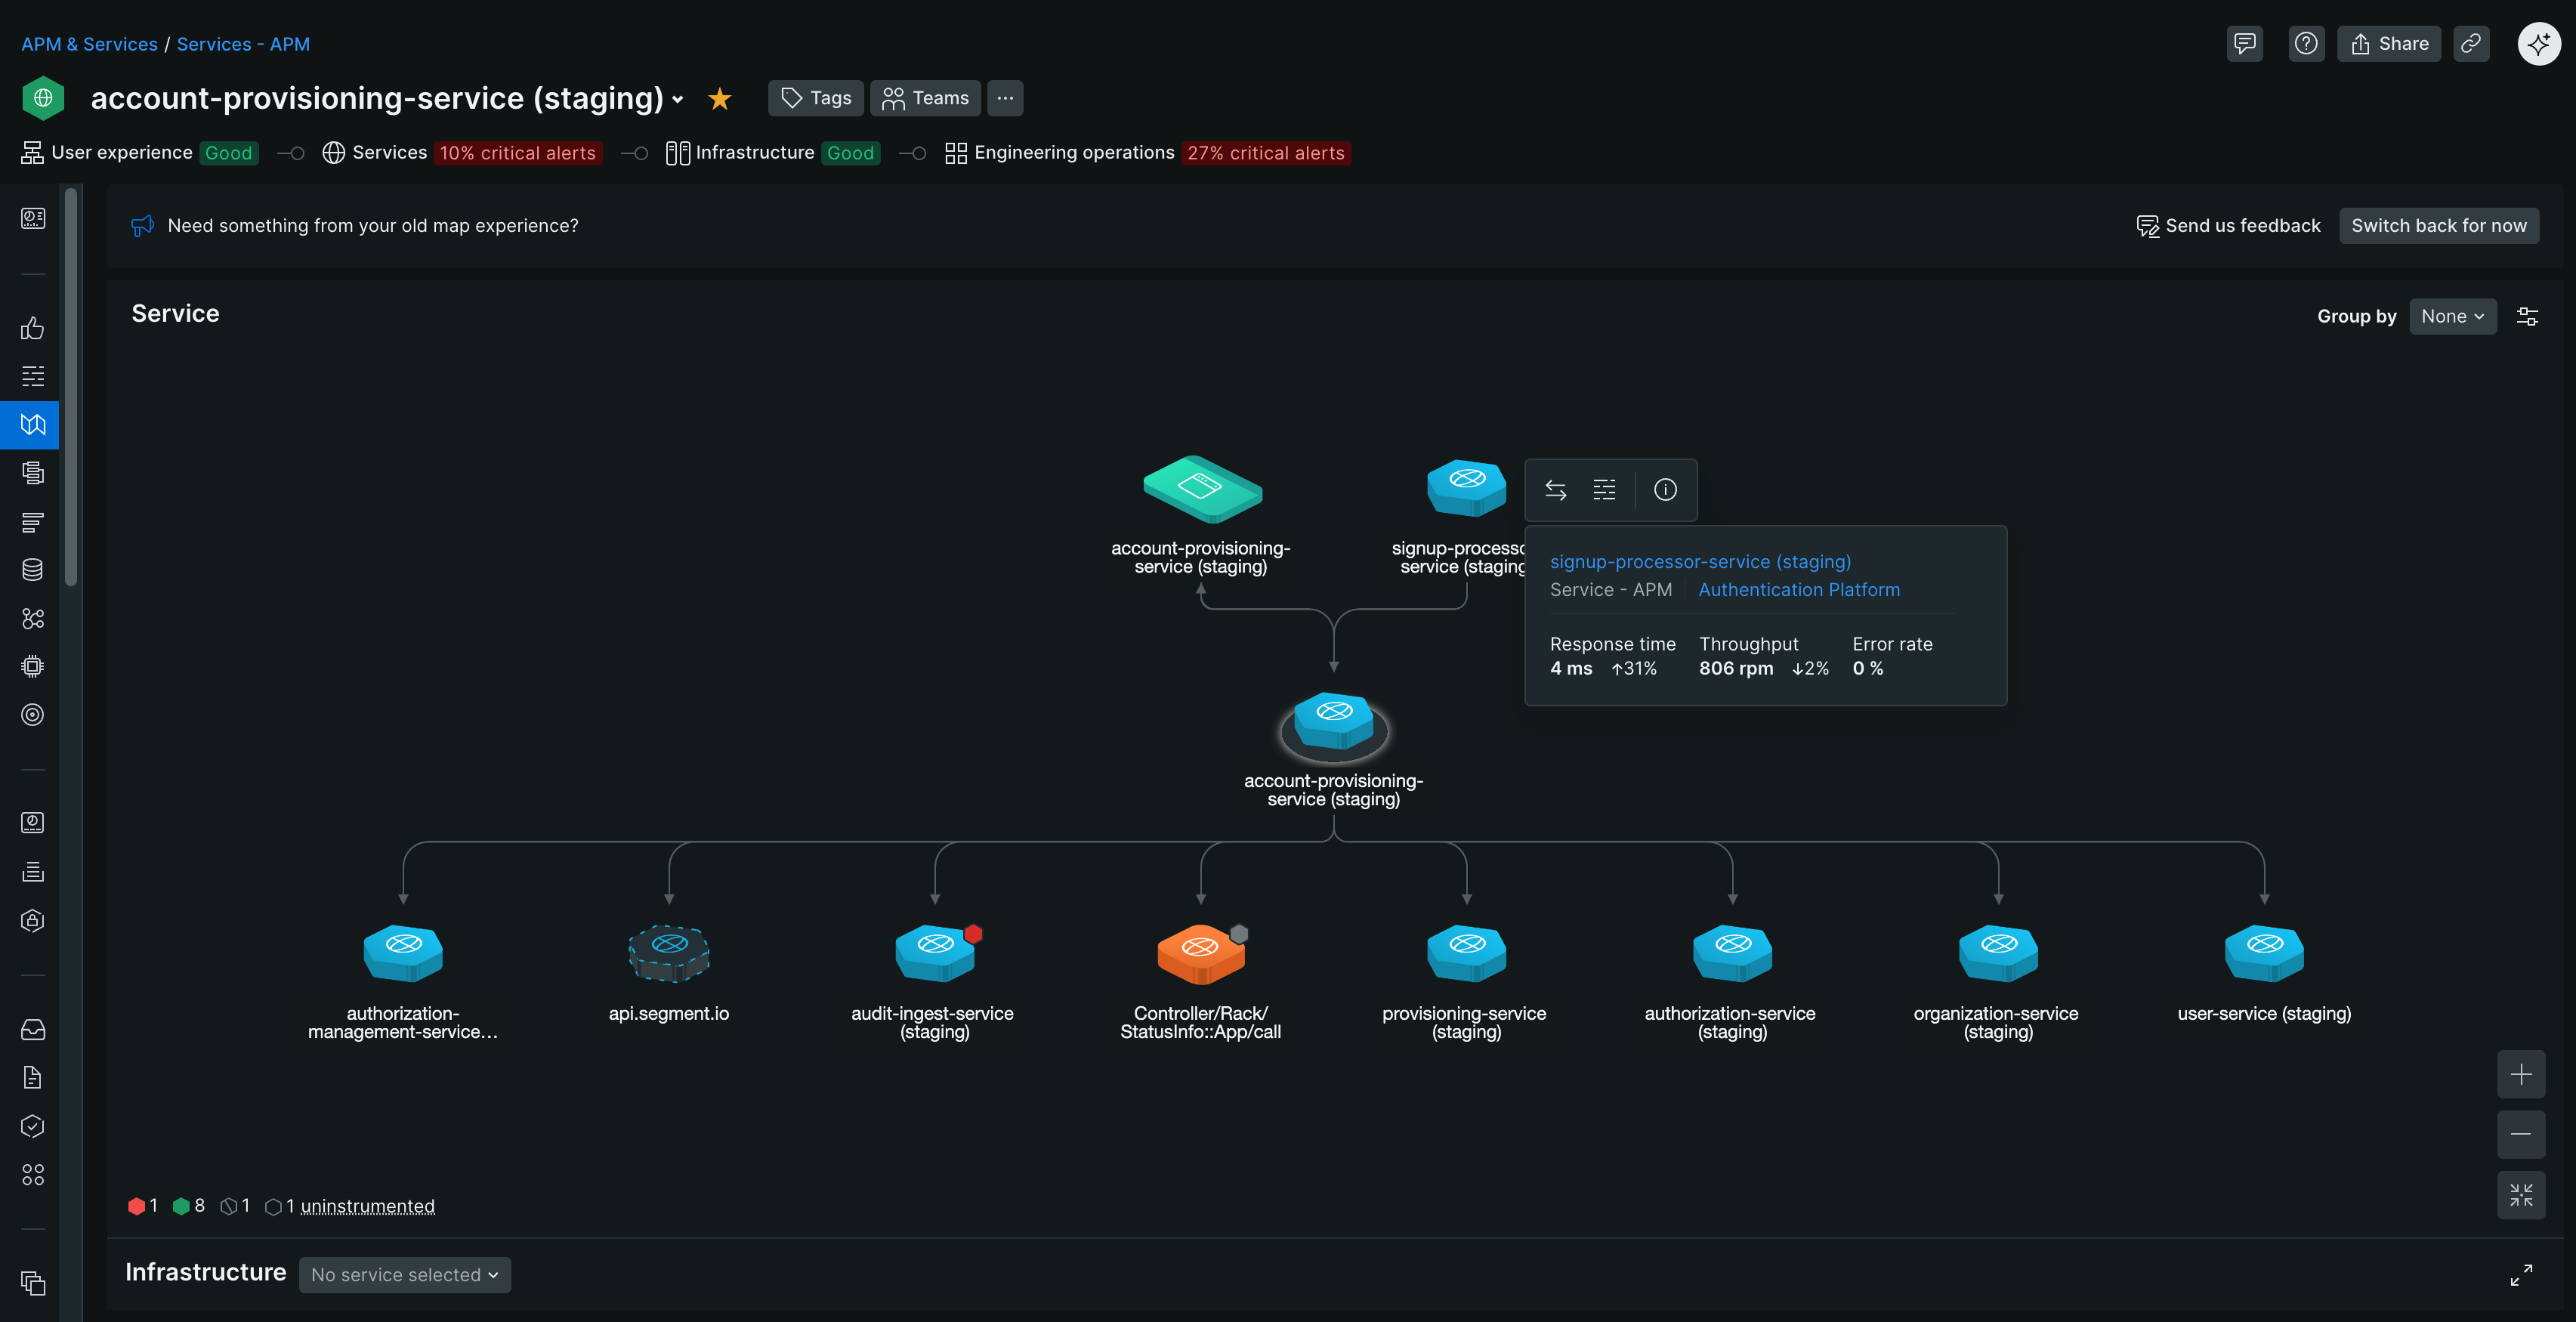 APM & Services / Services - APM
Share
account-provisioning-service (staging)
Tags
Teams
User experience Good
Services 10% critical alerts
Infrastructure Good
Engineering operations 27% critical alerts
Need something from your old map experience?
Send us feedback
Switch back for now
Service
Group by
None
account-provisioning-
service (staging)
signup-processo
service (staging
signup-processor-service (staging)
Service - APM
Authentication Platform
Response time
4 ms ↑31%
Throughput
806 rpm ↓2%
Error rate
0 %
account-provisioning-
service (staging)
authorization-
management-service...
api.segment.io
audit-ingest-service
(staging)
Controller/Rack/
StatusInfo::App/call
provisioning-service
(staging)
authorization-service
(staging)
organization-service
(staging)
user-service (staging)
1 8 1 1 uninstrumented
Infrastructure
No service selected